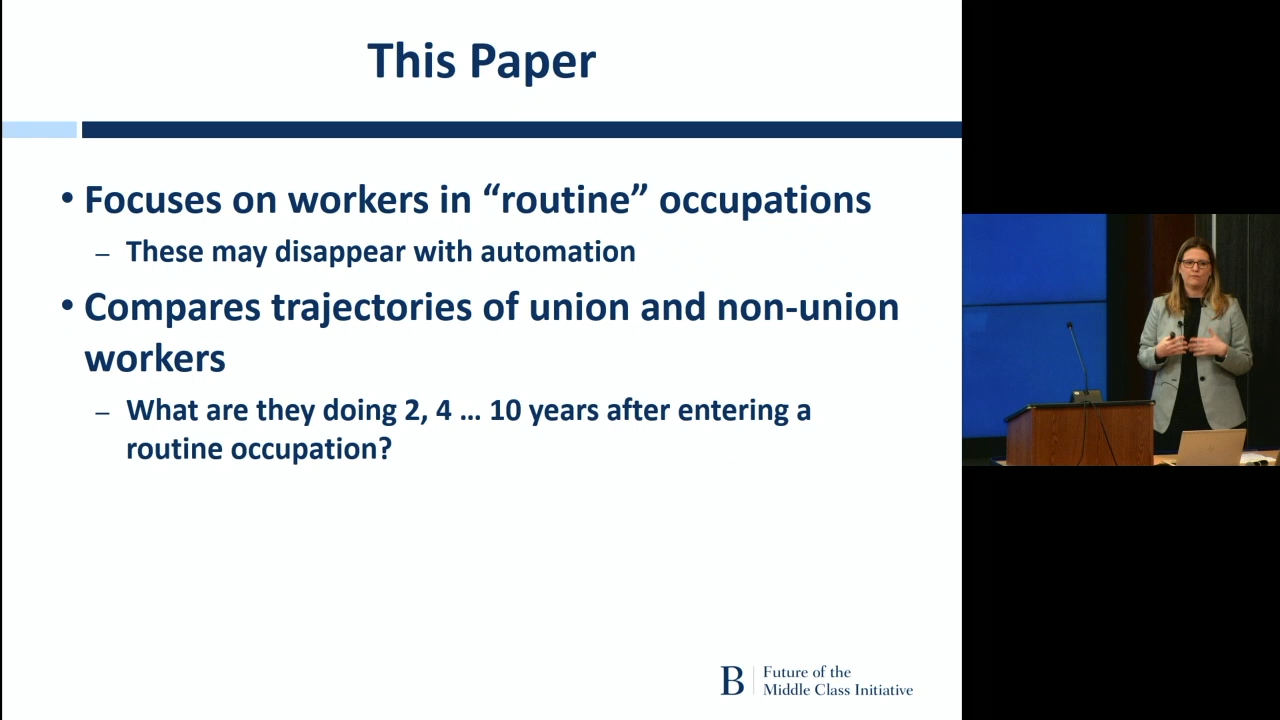 This Paper
• Focuses on workers in “routine” occupations
– These may disappear with automation
• Compares trajectories of union and non-union
workers
– What are they doing 2, 4 … 10 years after entering a
routine occupation?
B Future of the
Middle Class Initiative